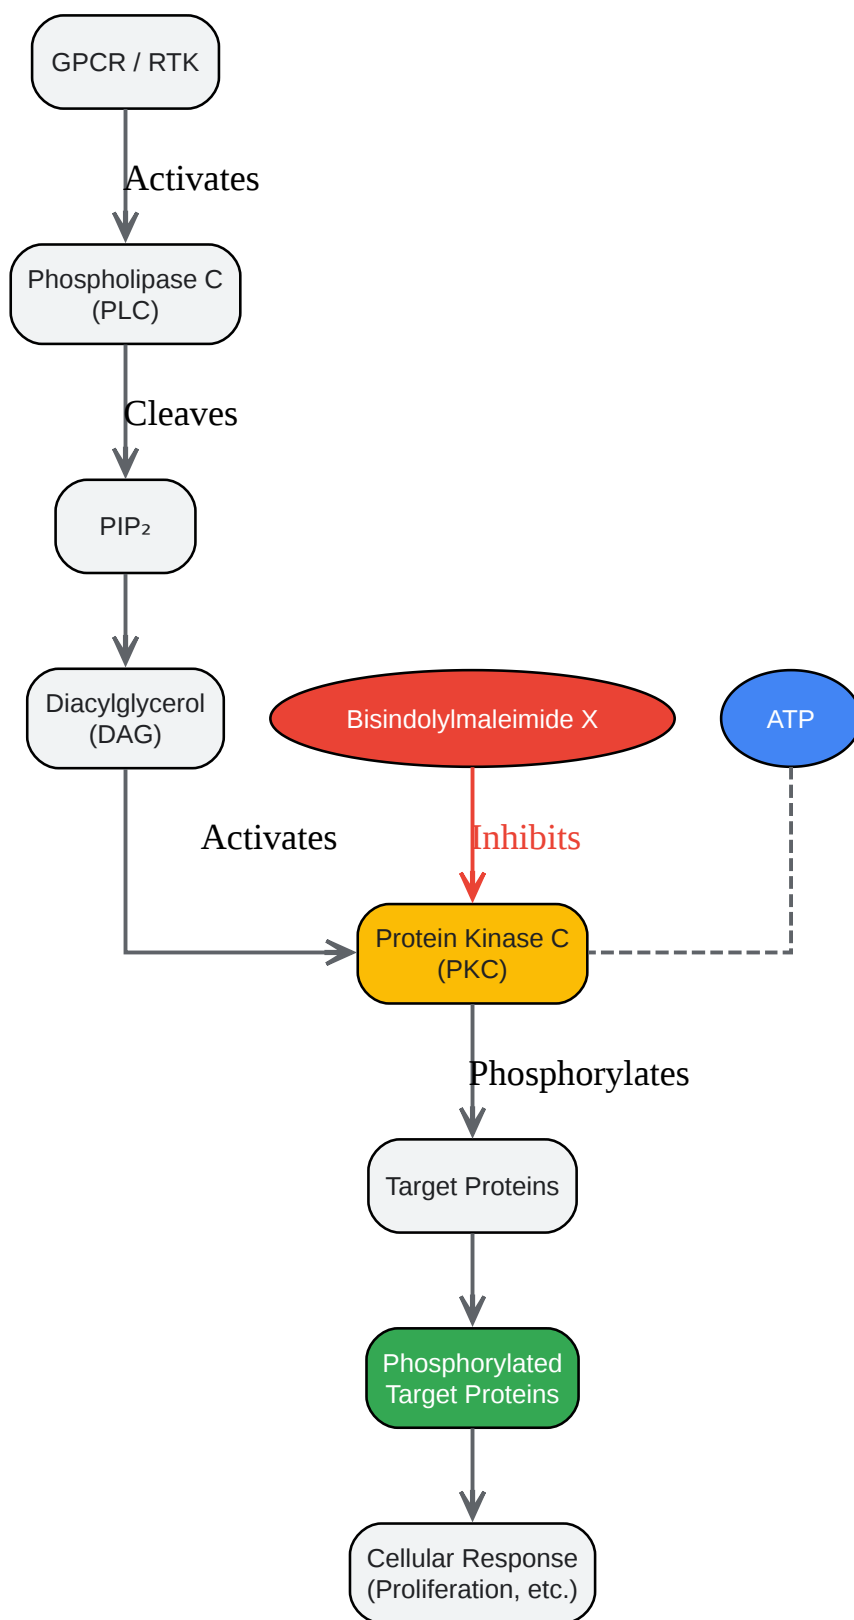 GPCR / RTK
Activates
Phospholipase C
(PLC)
Cleaves
PIP₂
Diacylglycerol
(DAG)
Bisindolylmaleimide X
ATP
Activates
Inhibits
Protein Kinase C
(PKC)
Phosphorylates
Target Proteins
Phosphorylated
Target Proteins
Cellular Response
(Proliferation, etc.)